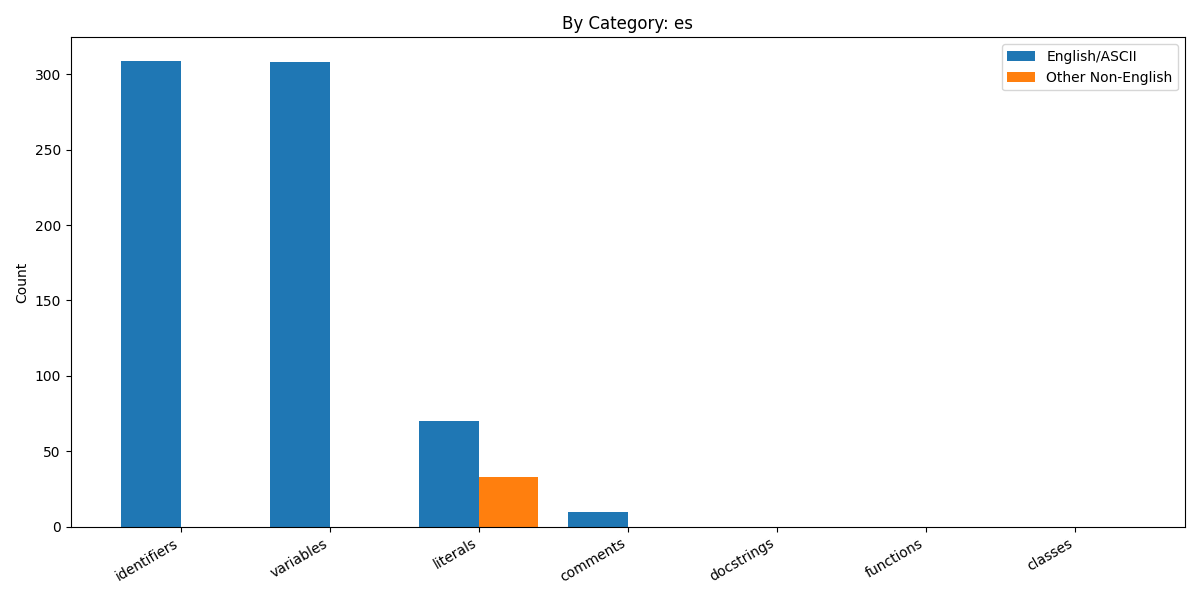 By Category: es
English/ASCII
Other Non-English
Count
300
250
200
150
100
50
0
identifiers
variables
literals
comments
docstrings
functions
classes